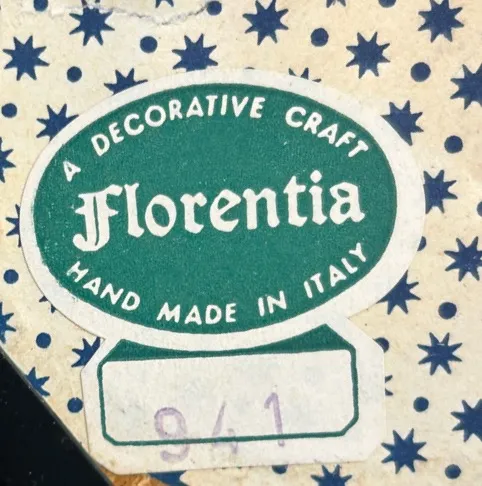 A DECORATIVE CRAFT
Florentia
HAND MADE IN ITALY
941